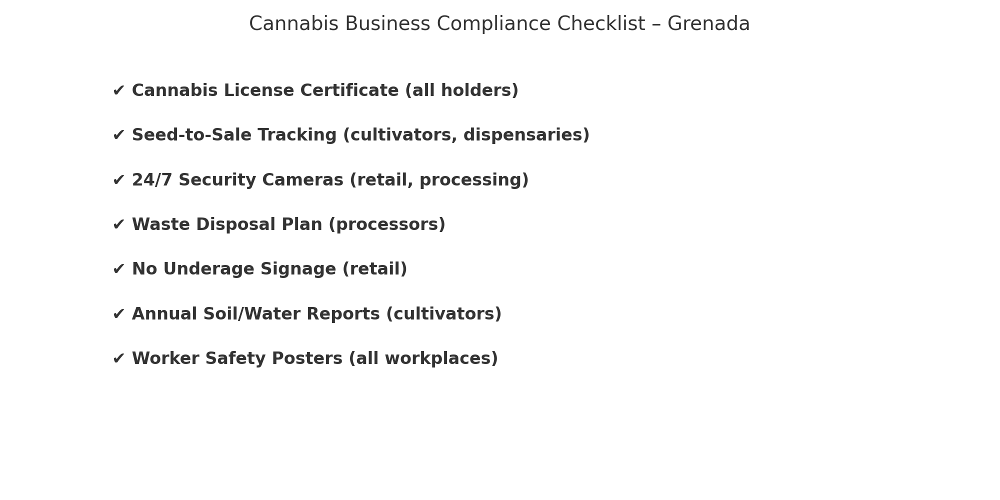 Cannabis Business Compliance Checklist – Grenada
✔ Cannabis License Certificate (all holders)
✔ Seed-to-Sale Tracking (cultivators, dispensaries)
✔ 24/7 Security Cameras (retail, processing)
✔ Waste Disposal Plan (processors)
✔ No Underage Signage (retail)
✔ Annual Soil/Water Reports (cultivators)
✔ Worker Safety Posters (all workplaces)